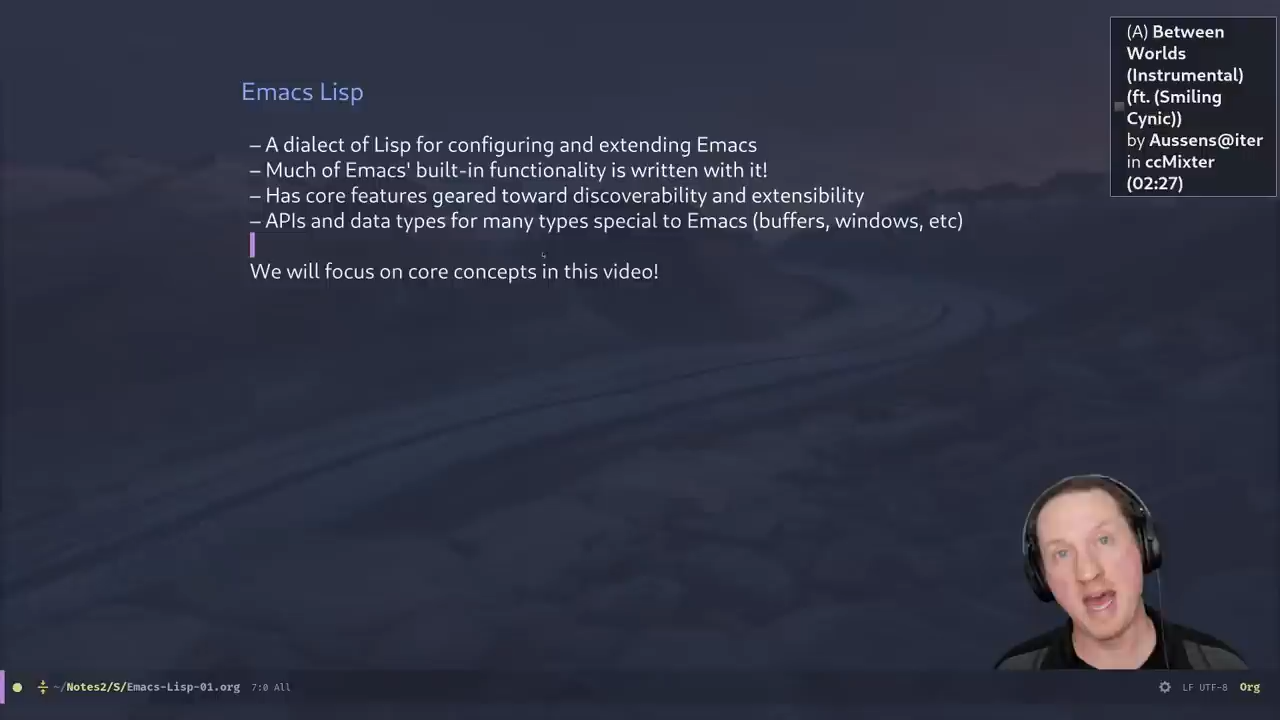 Emacs Lisp
– A dialect of Lisp for configuring and extending Emacs
– Much of Emacs' built-in functionality is written with it!
– Has core features geared toward discoverability and extensibility
– APIs and data types for many types special to Emacs (buffers, windows, etc)
We will focus on core concepts in this video!
(A) Between
Worlds
(Instrumental)
(ft. (Smiling
Cynic))
by Aussens@iter
in ccMixter
(02:27)
~/Notes2/S/Emacs-Lisp-01.org 7:0 All
LF UTF-8 Org